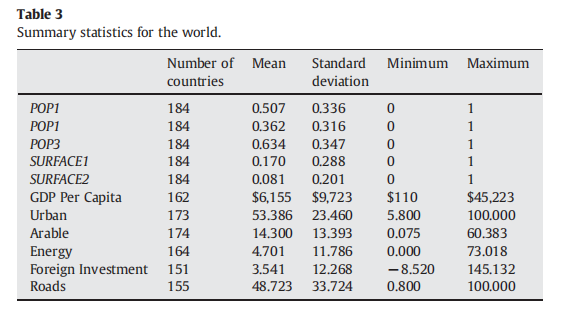 Table 3
Summary statistics for the world.
Number of countries Mean Standard deviation Minimum Maximum
POP1 184 0.507 0.336 0 1
POP1 184 0.362 0.316 0 1
POP3 184 0.634 0.347 0 1
SURFACE1 184 0.170 0.288 0 1
SURFACE2 184 0.081 0.201 0 1
GDP Per Capita 162 $6,155 $9,723 $110 $45,223
Urban 173 53.386 23.460 5.800 100.000
Arable 174 14.300 13.393 0.075 60.383
Energy 164 4.701 11.786 0.000 73.018
Foreign Investment 151 3.541 12.268 −8.520 145.132
Roads 155 48.723 33.724 0.800 100.000